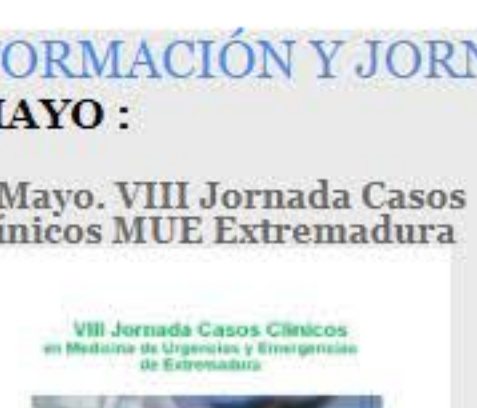 ORMACIÓN Y JORN
MAYO :
Mayo. VIII Jornada Casos
ínicos MUE Extremadura
VIII Jornada Casos Clínicos
en Medicina de Urgencias y Emergencias
de Extremadura